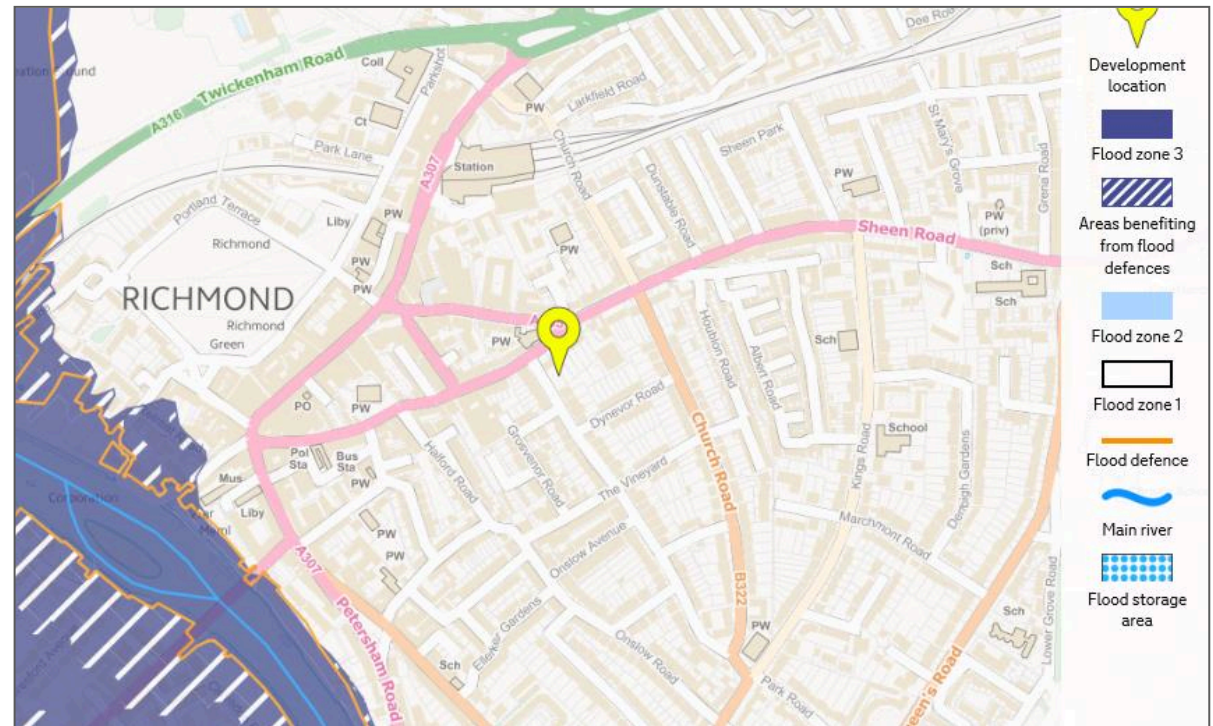 Twickenham Road
A316
Coll
Parkshot
Ct
Park Lane
PW
Larkfield Road
Dee Roa
Church Road
Sheen Park
St Mary's Grove
Grena Road
A307
Station
Dunstable Road
PW
PW
(priv)
Portland Terrace
Liby
PW
Richmond
PW
PW
PW
Sheen Road
Sch
Sch
RICHMOND
Richmond
Green
PW
Houblon Road
Albert Road
Sch
PO
PW
Dynevor Road
Grosvenor Road
Halford Road
Church Road
Kings Road
School
Denbigh Gardens
Pol
Sta
Bus
Sta
PW
Mus
Liby
The Vineyard
Marchmont Road
PW
PW
Onslow Avenue
A307
Petersham Road
B322
Ellerker Gardens
Onslow Road
PW
Sch
Sch
Lower Grove Road
Park Road
een's Road
Development
location
Flood zone 3
Areas benefiting
from flood
defences
Flood zone 2
Flood zone 1
Flood defence
Main river
Flood storage
area